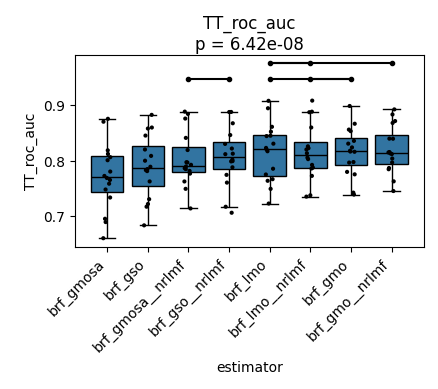 TT_roc_auc
p = 6.42e-08
TT_roc_auc
0.9
0.8
0.7
brf_gmosa
brf_gso
brf_gmosa__nrlmf
brf_gso__nrlmf
brf_lmo
brf_lmo__nrlmf
brf_gmo
brf_gmo__nrlmf
estimator